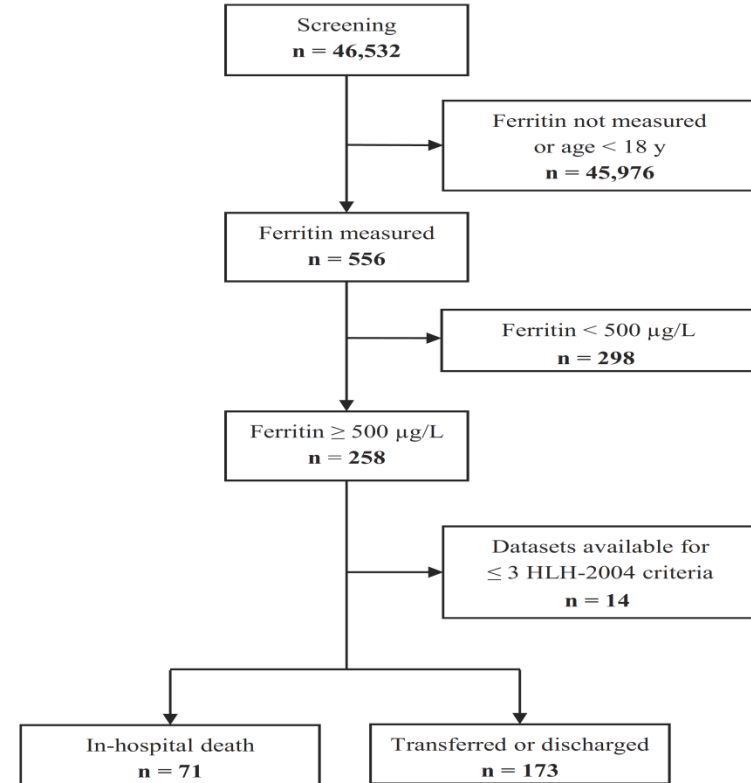 Screening
n = 46,532
Ferritin not measured
or age < 18 y
n = 45,976
Ferritin measured
n = 556
Ferritin < 500 µg/L
n = 298
Ferritin ≥ 500 µg/L
n = 258
Datasets available for
≤ 3 HLH-2004 criteria
n = 14
In-hospital death
n = 71
Transferred or discharged
n = 173